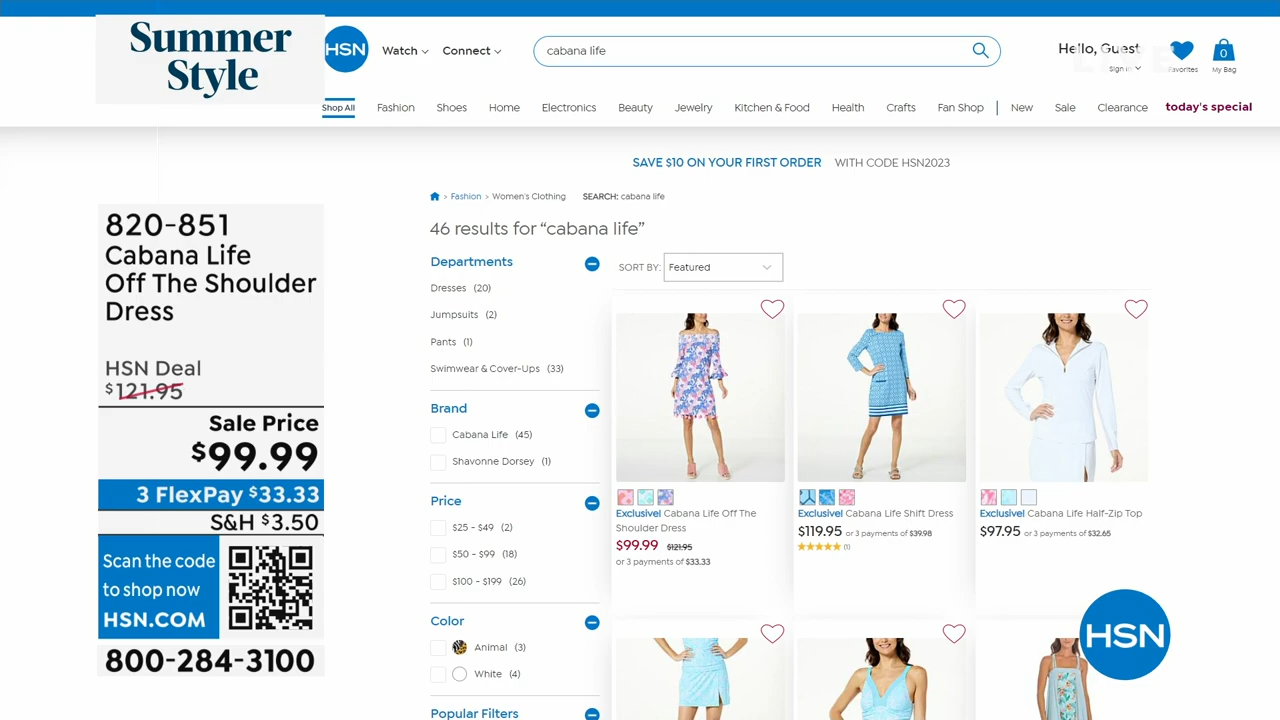 Summer
Style
HSN
Watch
Connect
cabana life
Hello, Guest
Sign in
Favorites
0
My Bag
Shop All
Fashion
Shoes
Home
Electronics
Beauty
Jewelry
Kitchen & Food
Health
Crafts
Fan Shop
New
Sale
Clearance
today's special
SAVE $10 ON YOUR FIRST ORDER WITH CODE HSN2023
> Fashion > Women's Clothing SEARCH: cabana life
46 results for “cabana life”
820-851
Cabana Life
Off The Shoulder
Dress
HSN Deal
$121.95
Sale Price
$99.99
3 FlexPay $33.33
S&H $3.50
Scan the code
to shop now
HSN.COM
800-284-3100
Departments
Dresses (20)
Jumpsuits (2)
Pants (1)
Swimwear & Cover-Ups (33)
Brand
Cabana Life (45)
Shavonne Dorsey (1)
Price
$25 - $49 (2)
$50 - $99 (18)
$100 - $199 (26)
Color
Animal (3)
White (4)
Popular Filters
SORT BY: Featured
Exclusive! Cabana Life Off The
Shoulder Dress
$99.99 $121.95
or 3 payments of $33.33
Exclusive! Cabana Life Shift Dress
$119.95 or 3 payments of $39.98
(1)
Exclusive! Cabana Life Half-Zip Top
$97.95 or 3 payments of $32.65
HSN